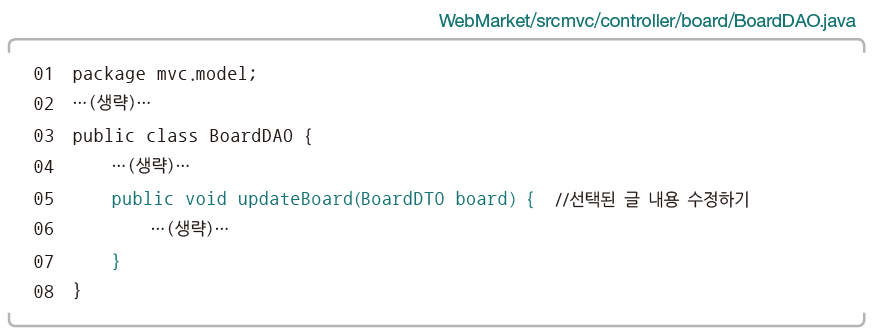 WebMarket/srcmvc/controller/board/BoardDAO.java
01 package mvc.model;
02 …(생략)…
03 public class BoardDAO {
04 …(생략)…
05 public void updateBoard(BoardDTO board) { //선택된 글 내용 수정하기
06 …(생략)…
07 }
08 }